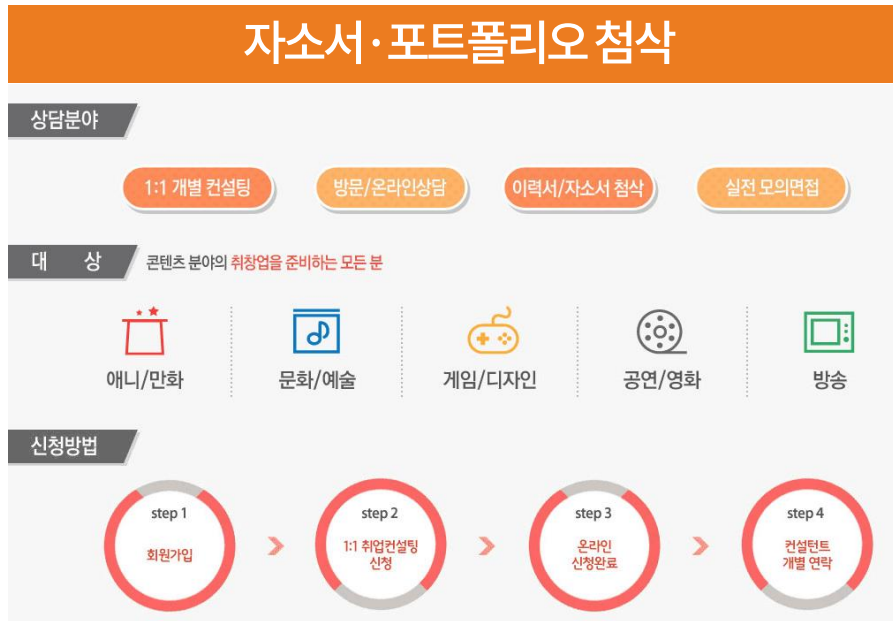 자소서·포트폴리오 첨삭
상담분야
1:1 개별 컨설팅
방문/온라인상담
이력서/자소서 첨삭
실전 모의면접
대 상
콘텐츠 분야의 취창업을 준비하는 모든 분
애니/만화
문화/예술
게임/디자인
공연/영화
방송
신청방법
step 1
회원가입
step 2
1:1 취업컨설팅
신청
step 3
온라인
신청완료
step 4
컨설턴트
개별 연락